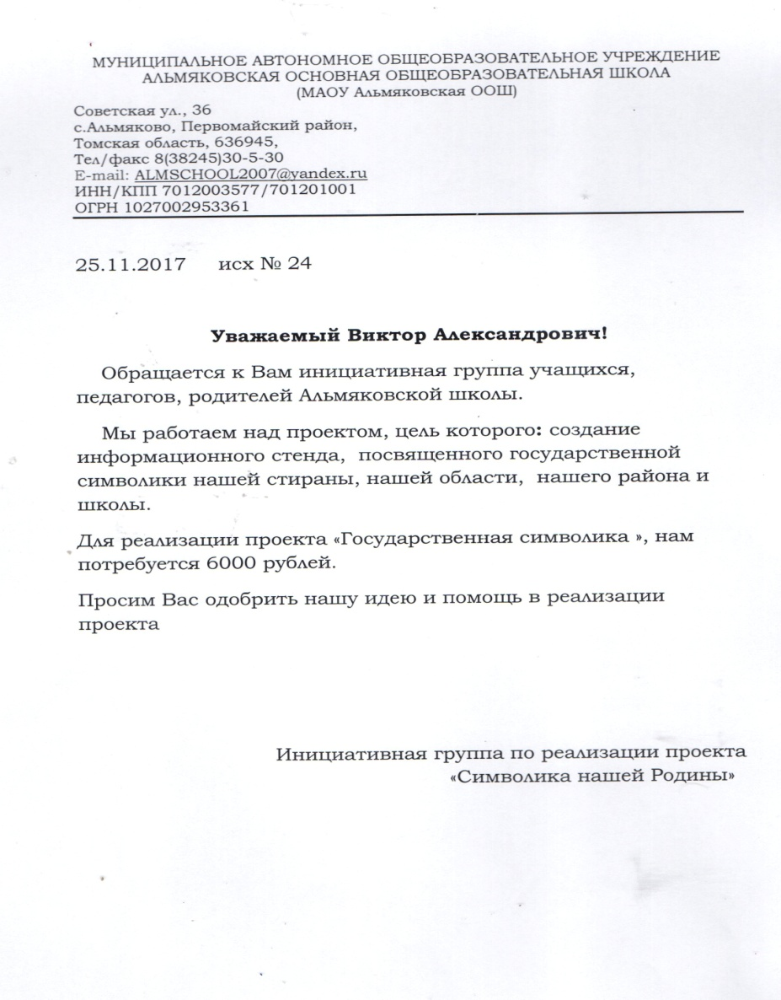 МУНИЦИПАЛЬНОЕ АВТОНОМНОЕ ОБЩЕОБРАЗОВАТЕЛЬНОЕ УЧРЕЖДЕНИЕ
АЛЬМЯКОВСКАЯ ОСНОВНАЯ ОБЩЕОБРАЗОВАТЕЛЬНАЯ ШКОЛА
(МАОУ Альмяковская ООШ)
Советская ул., 36
с.Альмяково, Первомайский район,
Томская область, 636945,
Тел/факс 8(38245)30-5-30
E-mail: ALMSCHOOL2007@yandex.ru
ИНН/КПП 7012003577/701201001
ОГРН 1027002953361
25.11.2017 исх № 24
Уважаемый Виктор Александрович!
Обращается к Вам инициативная группа учащихся,
педагогов, родителей Альмяковской школы.
Мы работаем над проектом, цель которого: создание
информационного стенда, посвященного государственной
символики нашей стираны, нашей области, нашего района и
школы.
Для реализации проекта «Государственная символика », нам
потребуется 6000 рублей.
Просим Вас одобрить нашу идею и помощь в реализации
проекта
Инициативная группа по реализации проекта
«Символика нашей Родины»